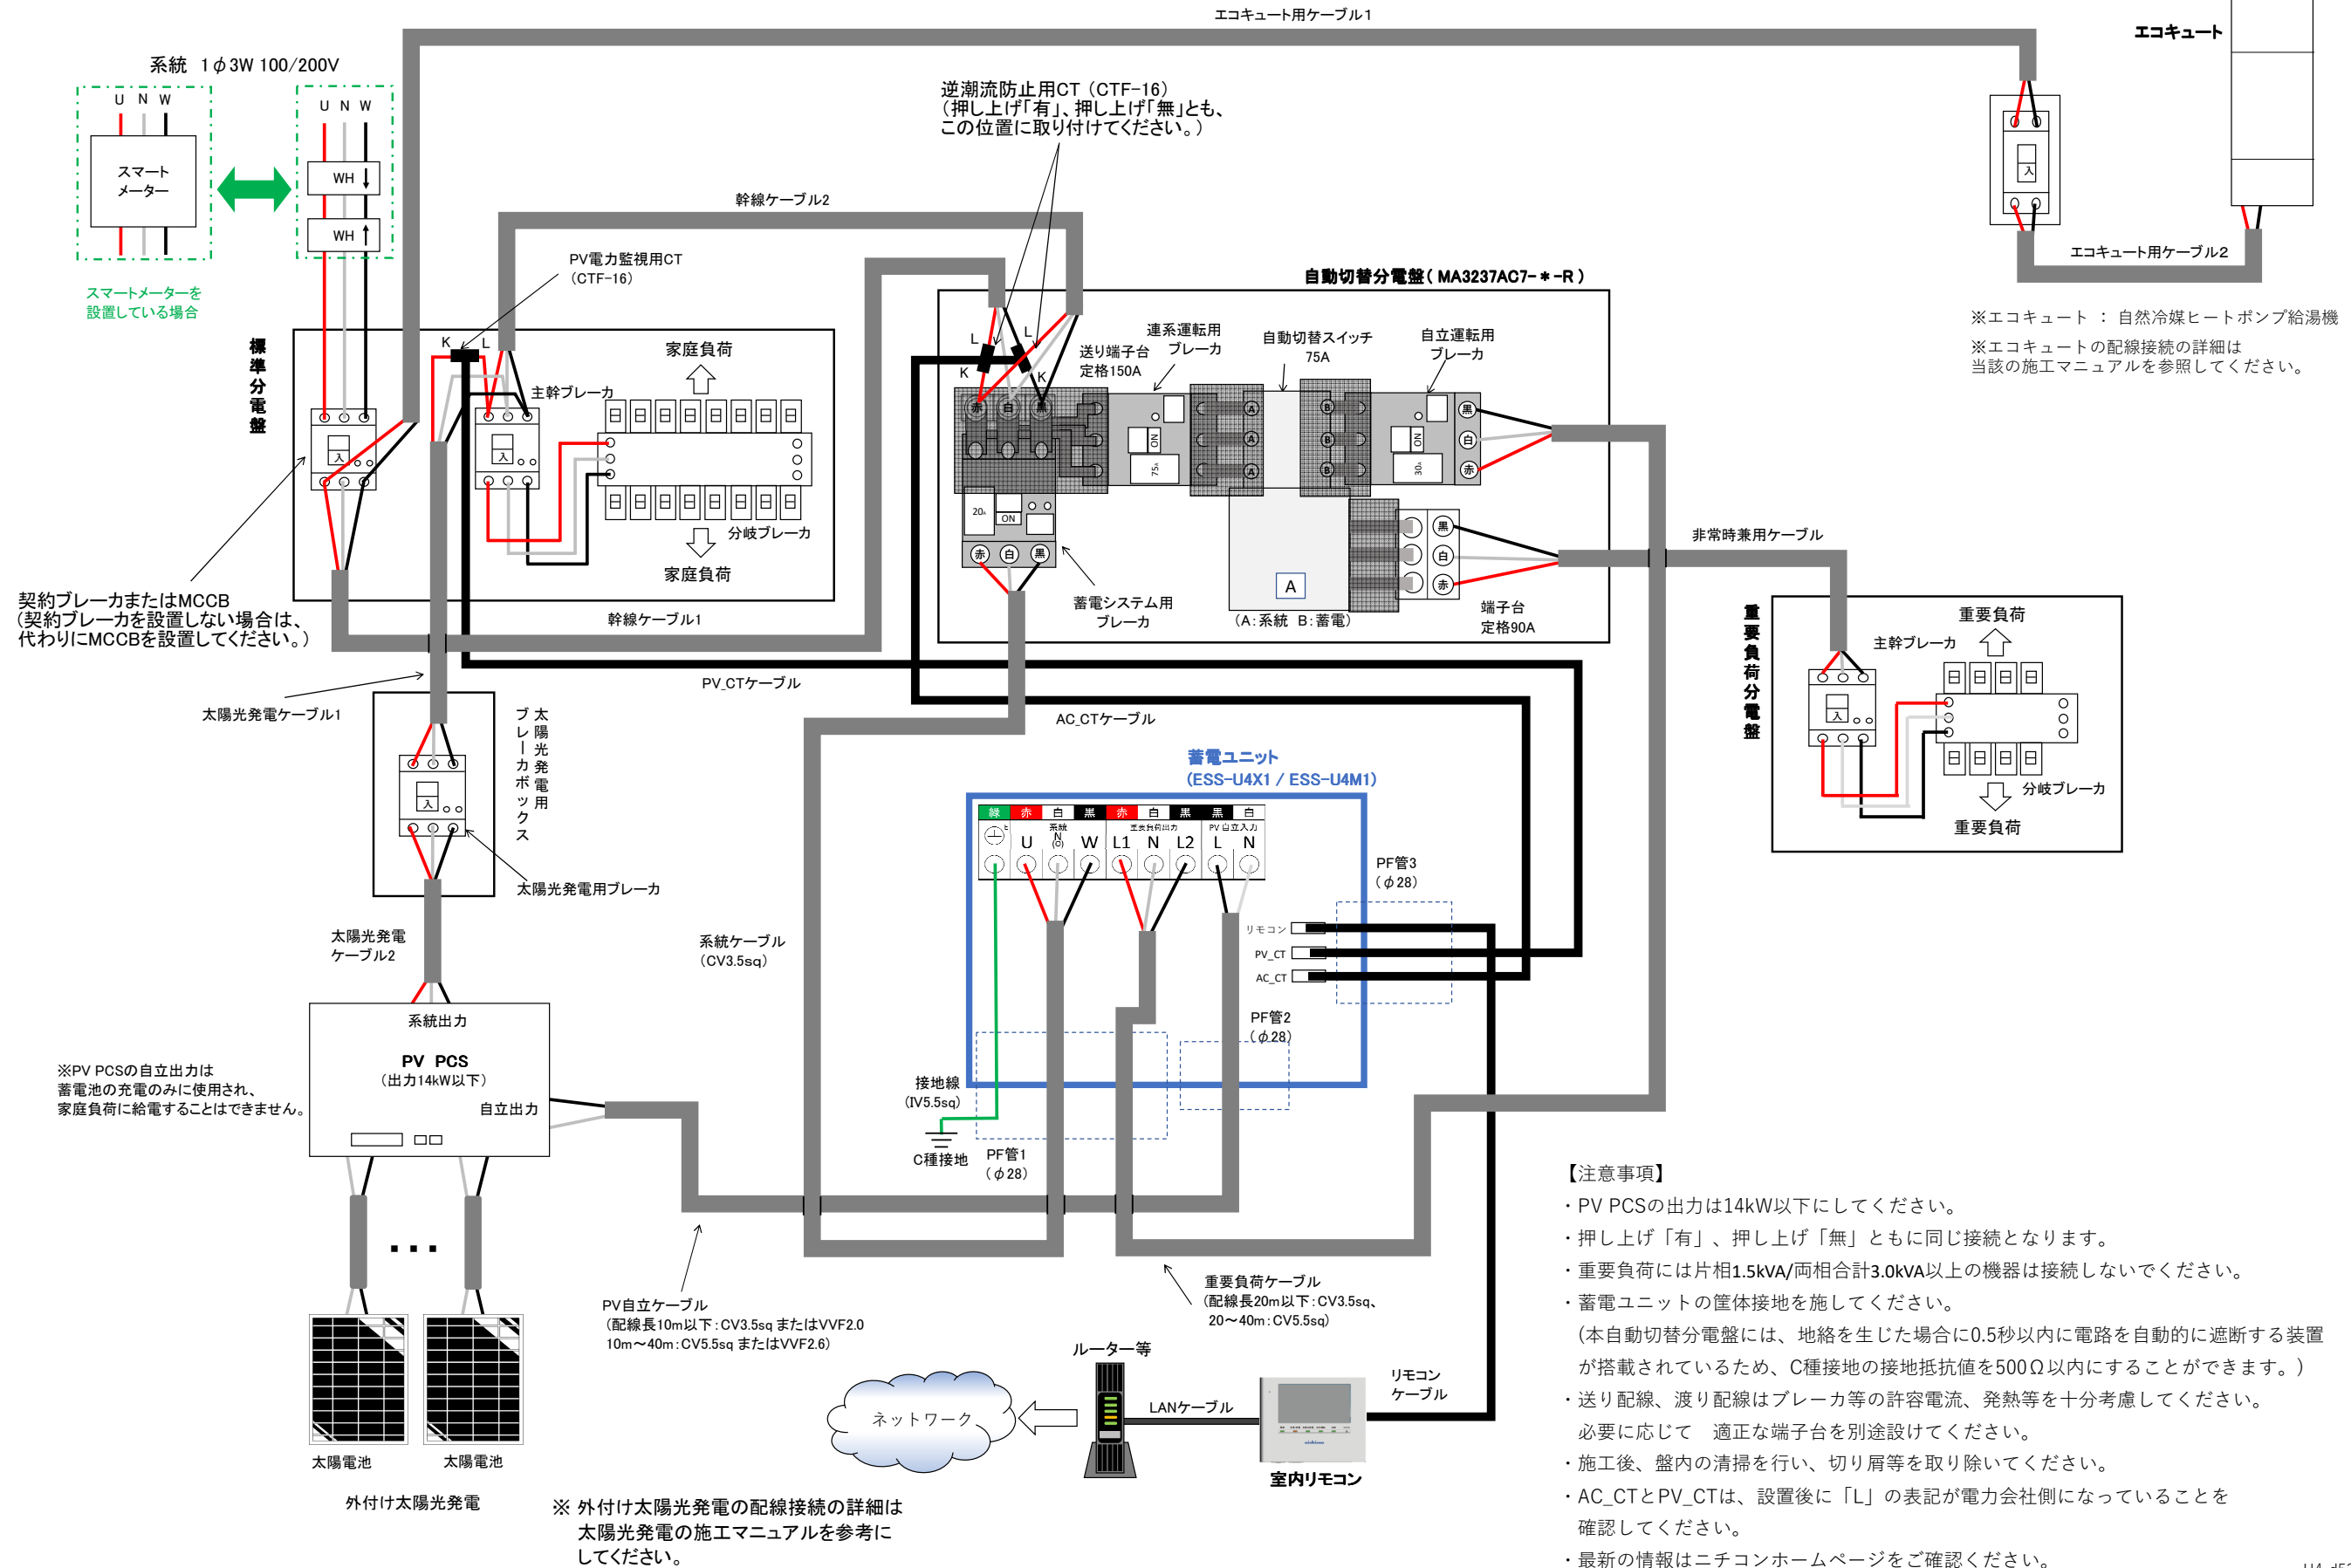 エコキュート用ケーブル1
エコキュート
系統 1φ3W 100/200V
U N W
スマート
メーター
U N W
WH ↓
WH ↑
スマートメーターを
設置している場合
逆潮流防止用CT (CTF-16)
(押し上げ「有」、押し上げ「無」とも、
この位置に取り付けてください。)
入
エコキュート用ケーブル2
※エコキュート : 自然冷媒ヒートポンプ給湯機
※エコキュートの配線接続の詳細は
当該の施工マニュアルを参照してください。
幹線ケーブル2
PV電力監視用CT
(CTF-16)
標準分電盤
K L
家庭負荷
主幹ブレーカ
入
入
分岐ブレーカ
家庭負荷
契約ブレーカまたはMCCB
(契約ブレーカを設置しない場合は、
代わりにMCCBを設置してください。)
幹線ケーブル1
自動切替分電盤( MA3237AC7-*-R )
L
L
K
K
送り端子台
定格150A
連系運転用
ブレーカ
自動切替スイッチ
75A
自立運転用
ブレーカ
赤 白 黒
ON
75A
A
A
A
B
B
B
ON
30A
黒
白
赤
20A
ON
赤 白 黒
蓄電システム用
ブレーカ
A
(A:系統 B:蓄電)
黒
白
赤
端子台
定格90A
非常時兼用ケーブル
重要負荷分電盤
重要負荷
主幹ブレーカ
入
分岐ブレーカ
重要負荷
PV_CTケーブル
AC_CTケーブル
太陽光発電ケーブル1
太陽光発電用
ブレーカボックス
入
太陽光発電用ブレーカ
太陽光発電
ケーブル2
系統出力
PV PCS
(出力14kW以下)
自立出力
※PV PCSの自立出力は
蓄電池の充電のみに使用され、
家庭負荷に給電することはできません。
蓄電ユニット
(ESS-U4X1 / ESS-U4M1)
緑 赤 白 黒 赤 白 黒 黒 白
系統 重要負荷出力 PV自立入力
U N(O) W L1 N L2 L N
リモコン
PV_CT
AC_CT
PF管3
(φ28)
PF管2
(φ28)
系統ケーブル
(CV3.5sq)
接地線
(IV5.5sq)
C種接地
PF管1
(φ28)
太陽電池
太陽電池
外付け太陽光発電
PV自立ケーブル
(配線長10m以下:CV3.5sq またはVVF2.0
10m～40m:CV5.5sq またはVVF2.6)
重要負荷ケーブル
(配線長20m以下:CV3.5sq、
20～40m:CV5.5sq)
ネットワーク
ルーター等
LANケーブル
リモコン
ケーブル
室内リモコン
※ 外付け太陽光発電の配線接続の詳細は
太陽光発電の施工マニュアルを参考に
してください。
【注意事項】
・PV PCSの出力は14kW以下にしてください。
・押し上げ「有」、押し上げ「無」ともに同じ接続となります。
・重要負荷には片相1.5kVA/両相合計3.0kVA以上の機器は接続しないでください。
・蓄電ユニットの筐体接地を施してください。
(本自動切替分電盤には、地絡を生じた場合に0.5秒以内に電路を自動的に遮断する装置
が搭載されているため、C種接地の接地抵抗値を500Ω以内にすることができます。)
・送り配線、渡り配線はブレーカ等の許容電流、発熱等を十分考慮してください。
必要に応じて 適正な端子台を別途設けてください。
・施工後、盤内の清掃を行い、切り屑等を取り除いてください。
・AC_CTとPV_CTは、設置後に「L」の表記が電力会社側になっていることを
確認してください。
・最新の情報はニチコンホームページをご確認ください。